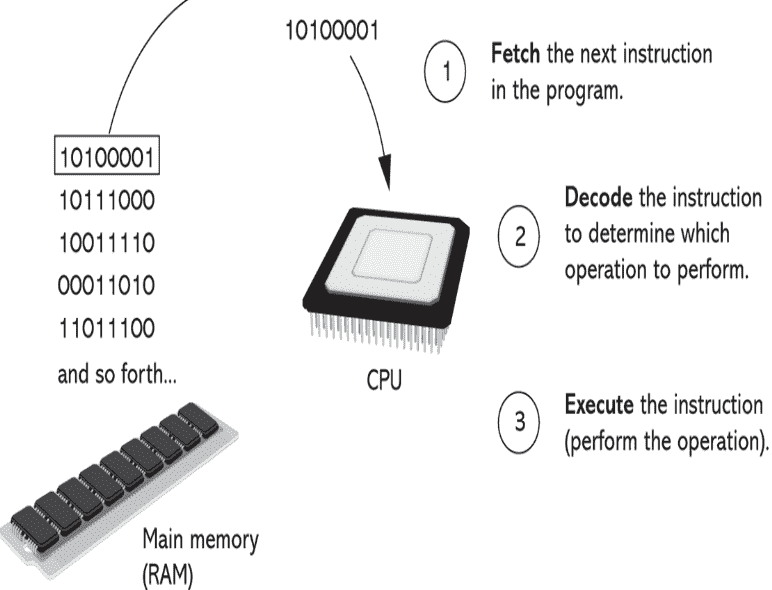 10100001
1
Fetch the next instruction
in the program.
10100001
10111000
10011110
00011010
11011100
and so forth...
CPU
2
Decode the instruction
to determine which
operation to perform.
3
Execute the instruction
(perform the operation).
Main memory
(RAM)